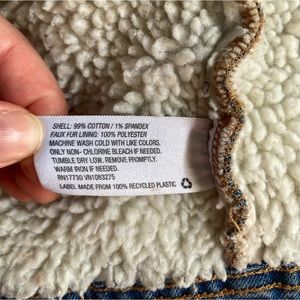 SHELL: 99% COTTON / 1% SPANDEX
FAUX FUR LINING: 100% POLYESTER
MACHINE WASH COLD WITH LIKE COLORS.
ONLY NON- CHLORINE BLEACH IF NEEDED.
TUMBLE DRY LOW. REMOVE PROMPTLY.
WARM IRON IF NEEDED.
RN17730 VN1083275
LABEL MADE FROM 100% RECYCLED PLASTIC